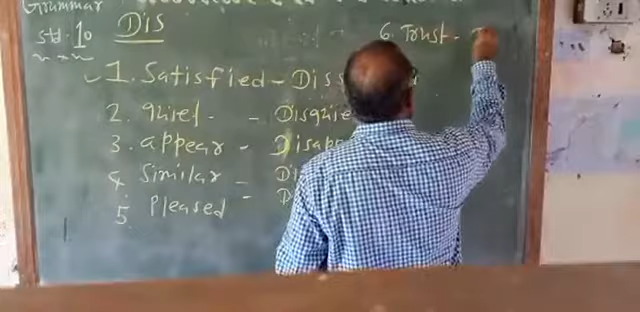 Grammar
Std. 10
DIS
1. Satisfied - Diss
2. quiet - Disquie
3. appear - Disapp
4. Similar - Di
5 Pleased - D
6. Trust -